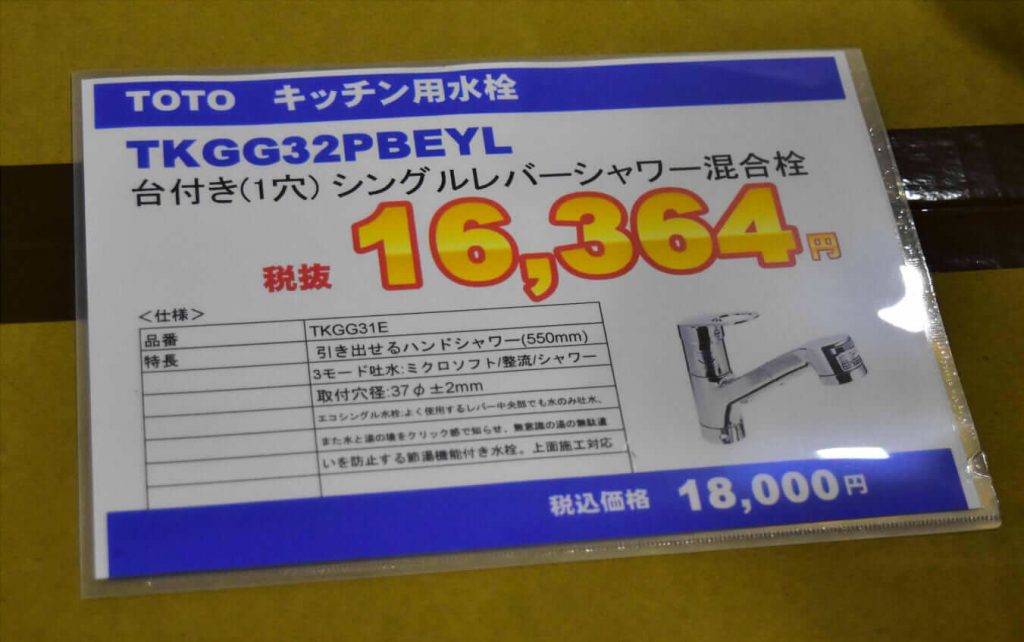 TOTO キッチン用水栓
TKGG32PBEYL
台付き(1穴) シングルレバーシャワー混合栓
税抜 16,364円
＜仕様＞
品番 TKGG31E
特長 引き出せるハンドシャワー(550mm)
3モード吐水:ミクロソフト/整流/シャワー
取付穴径:37φ±2mm
エコシングル水栓:よく使用するレバー中央部でも水のみ吐水、
また水と湯の境をクリック感で知らせ、無意識の湯の無駄遣
いを防止する節湯機能付き水栓。上面施工対応
税込価格 18,000円